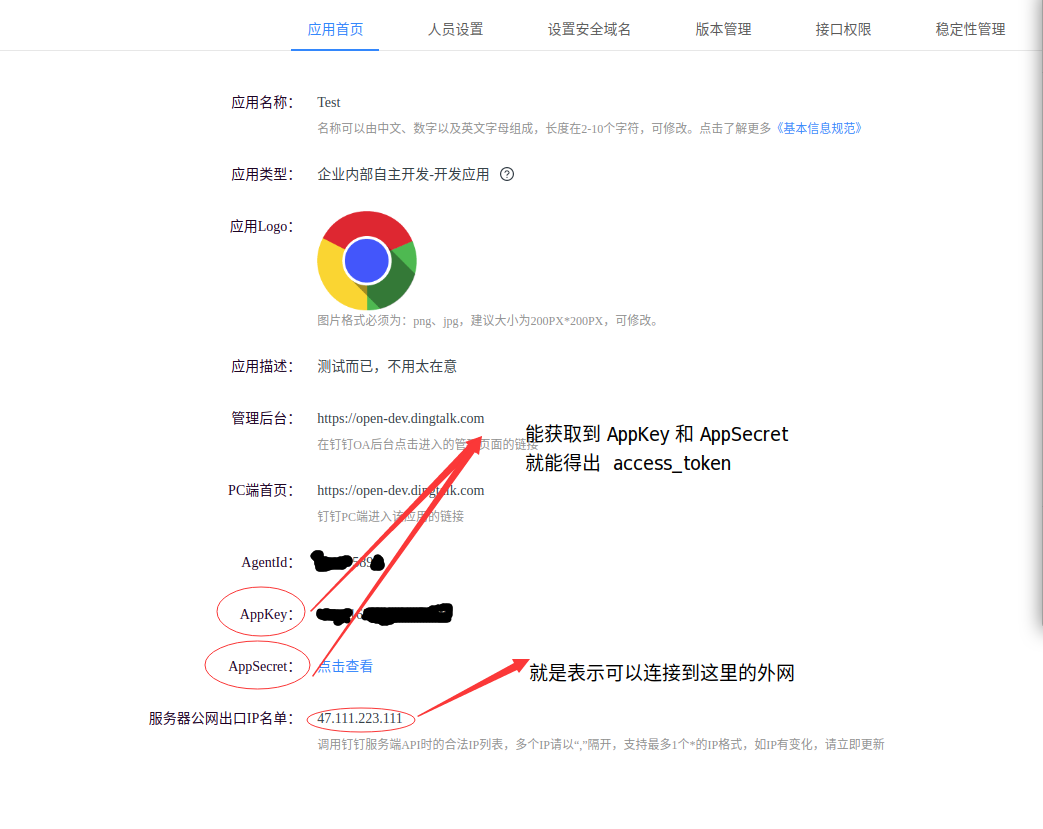 应用首页 人员设置 设置安全域名 版本管理 接口权限 稳定性管理
应用名称： Test
名称可以由中文、数字以及英文字母组成，长度在2-10个字符，可修改。点击了解更多《基本信息规范》
应用类型： 企业内部自主开发-开发应用 ?
应用Logo：
图片格式必须为：png、jpg，建议大小为200PX*200PX，可修改。
应用描述： 测试而已，不用太在意
管理后台： https://open-dev.dingtalk.com
在钉钉OA后台点击进入的管理页面的链接
能获取到 AppKey 和 AppSecret
就能得出 access_token
PC端首页： https://open-dev.dingtalk.com
钉钉PC端进入该应用的链接
AgentId：
AppKey：
AppSecret： 点击查看
就是表示可以连接到这里的外网
服务器公网出口IP名单： 47.111.223.111
调用钉钉服务端API时的合法IP列表，多个IP请以“,”隔开，支持最多1个*的IP格式，如IP有变化，请立即更新